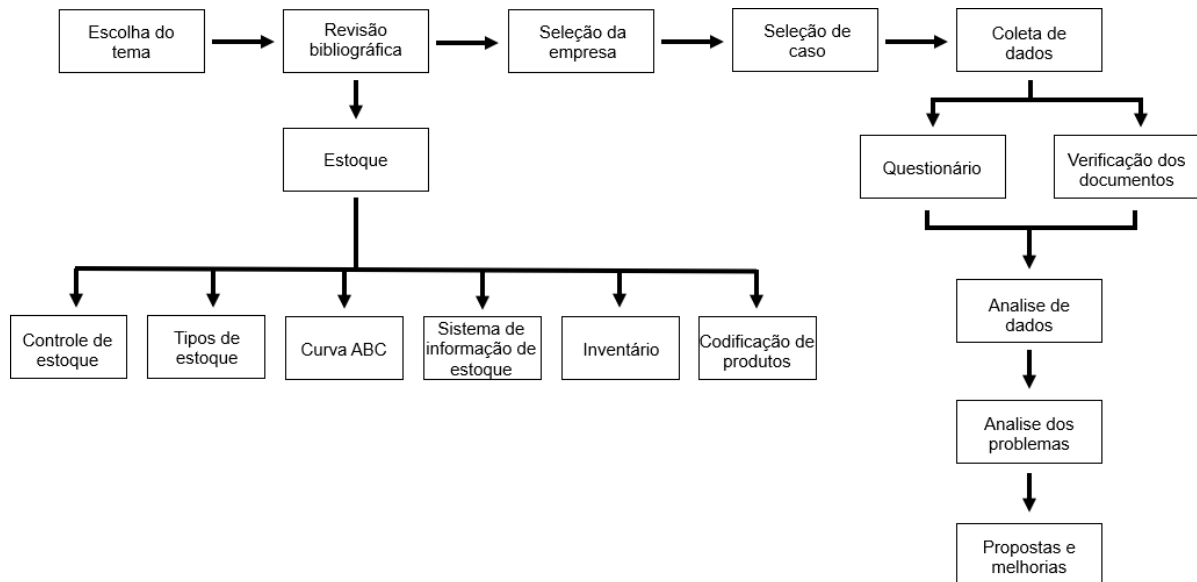 Escolha do
tema
Revisão
bibliográfica
Seleção da
empresa
Seleção de
caso
Coleta de
dados
Estoque
Questionário
Verificação dos
documentos
Controle de
estoque
Tipos de
estoque
Curva ABC
Sistema de
informação de
estoque
Inventário
Codificação de
produtos
Analise de
dados
Analise dos
problemas
Propostas e
melhorias